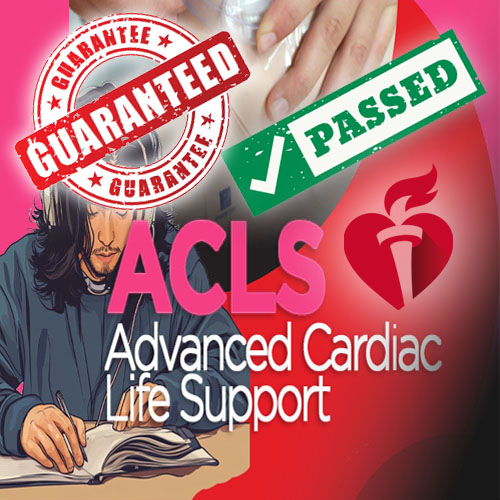 GUARANTEE
GUARANTEED
GUARANTEE
PASSED
ACLS
Advanced Cardiac
Life Support